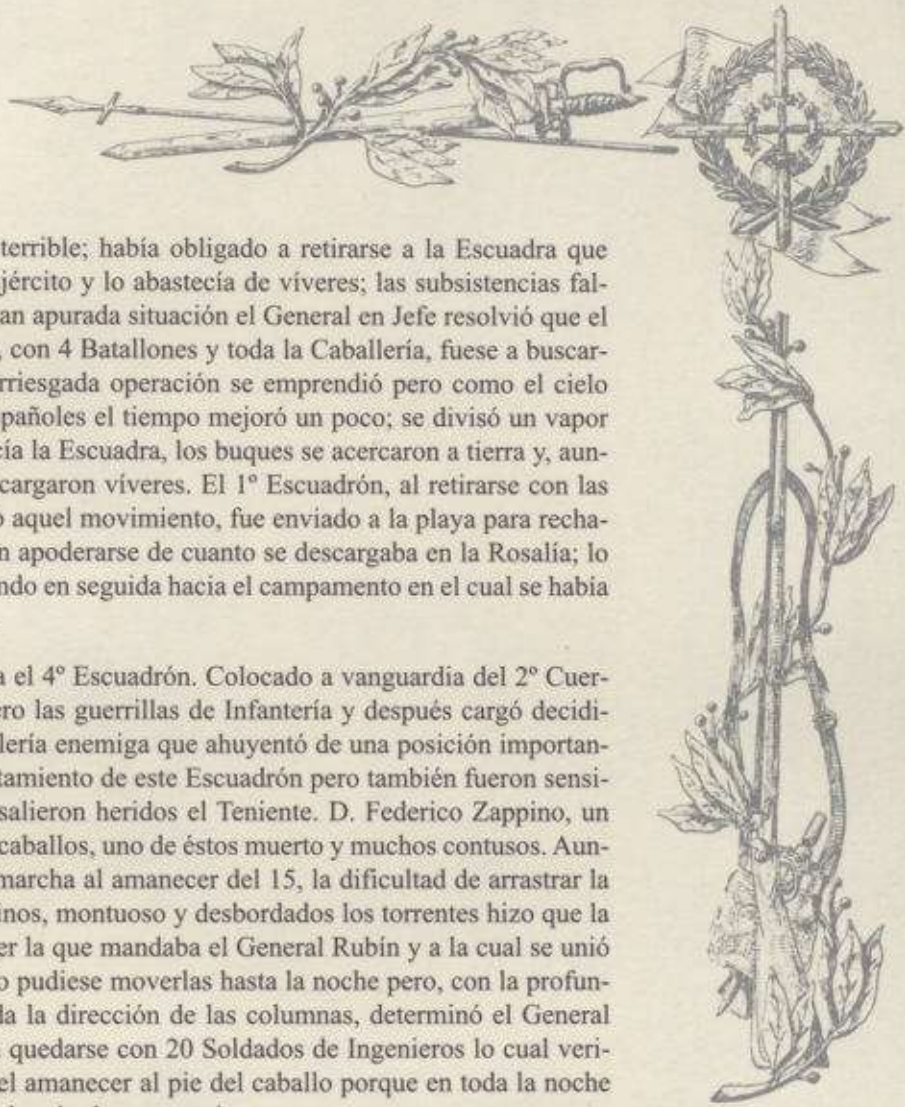 terrible; había obligado a retirarse a la Escuadra que
jército y lo abastecía de víveres; las subsistencias fal-
an apurada situación el General en Jefe resolvió que el
, con 4 Batallones y toda la Caballería, fuese a buscar-
rriesgada operación se emprendió pero como el cielo
pañoles el tiempo mejoró un poco; se divisó un vapor
cía la Escuadra, los buques se acercaron a tierra y, aun-
cargaron víveres. El 1º Escuadrón, al retirarse con las
o aquel movimiento, fue enviado a la playa para recha-
n apoderarse de cuanto se descargaba en la Rosalía; lo
ndo en seguida hacia el campamento en el cual se había
a el 4º Escuadrón. Colocado a vanguardia del 2º Cuer-
ero las guerrillas de Infantería y después cargó decidi-
llería enemiga que ahuyentó de una posición importan-
tamiento de este Escuadrón pero también fueron sensi-
salieron heridos el Teniente. D. Federico Zappino, un
caballos, uno de éstos muerto y muchos contusos. Aun-
marcha al amanecer del 15, la dificultad de arrastrar la
inos, montuoso y desbordados los torrentes hizo que la
er la que mandaba el General Rubín y a la cual se unió
o pudiese moverlas hasta la noche pero, con la profun-
da la dirección de las columnas, determinó el General
quedarse con 20 Soldados de Ingenieros lo cual veri-
el amanecer al pie del caballo porque en toda la noche